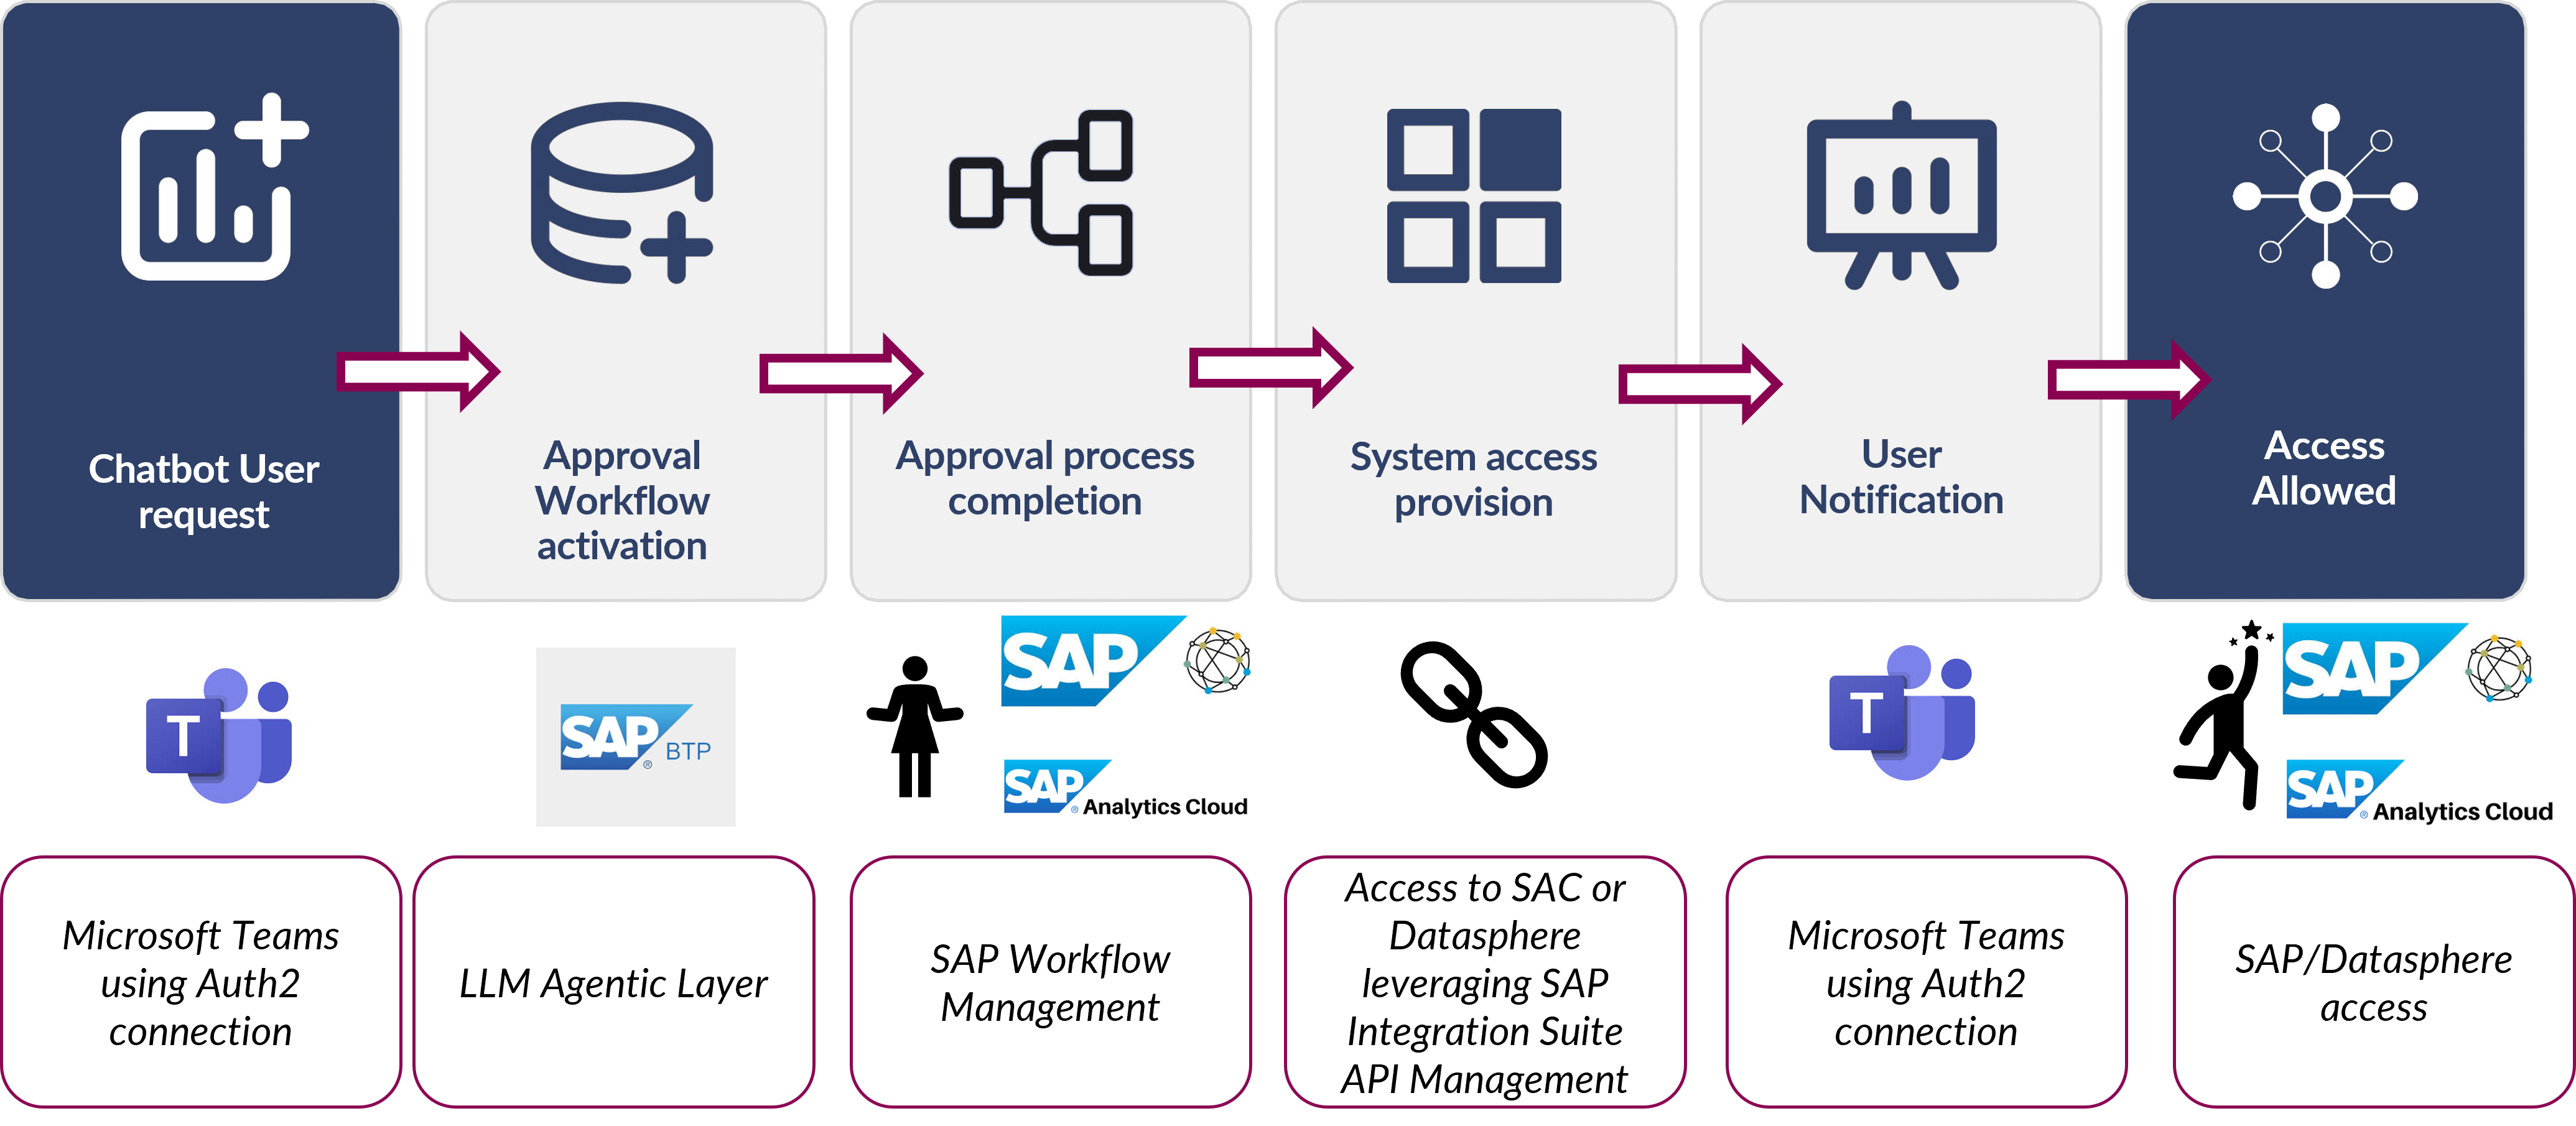 Chatbot User
request
Approval
Workflow
activation
Approval process
completion
System access
provision
User
Notification
Access
Allowed
T
SAP® BTP
SAP
SAP® Analytics Cloud
T
SAP
SAP® Analytics Cloud
Microsoft Teams
using Auth2
connection
LLM Agentic Layer
SAP Workflow
Management
Access to SAC or
Datasphere
leveraging SAP
Integration Suite
API Management
Microsoft Teams
using Auth2
connection
SAP/Datasphere
access